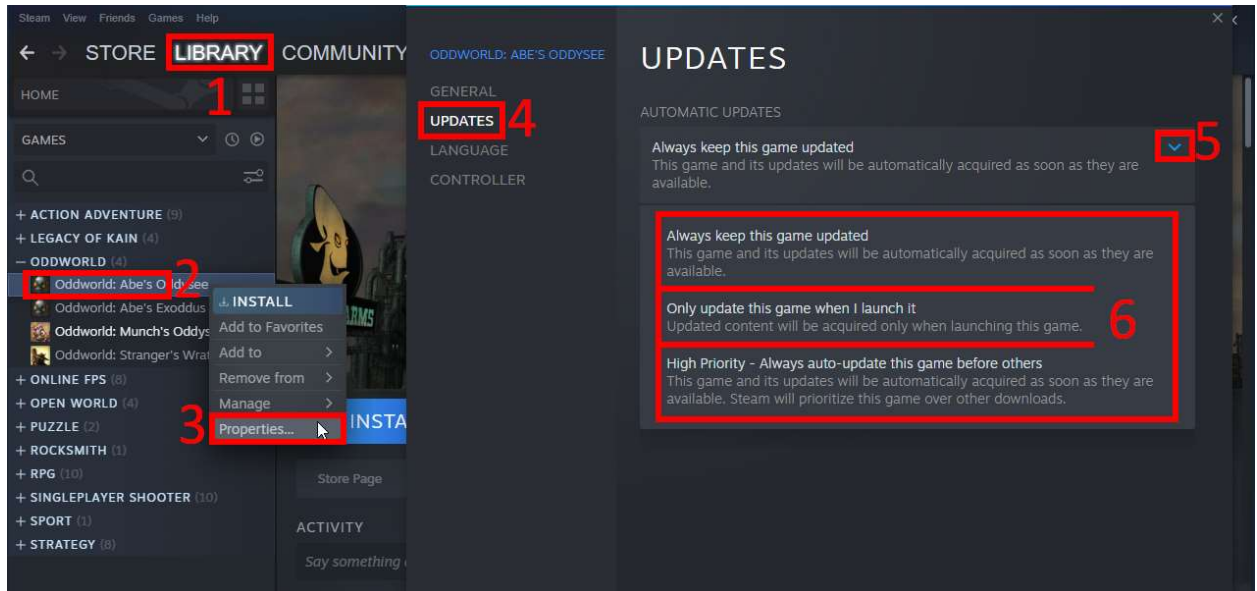 Steam View Friends Games Help
STORE LIBRARY COMMUNITY
1
HOME
GAMES
+ ACTION ADVENTURE (9)
+ LEGACY OF KAIN (4)
— ODDWORLD (4)
2
Oddworld: Abe's Oddysee
Oddworld: Abe's Exoddus
Oddworld: Munch's Oddys
Oddworld: Stranger's Wrat
+ ONLINE FPS (8)
+ OPEN WORLD (4)
+ PUZZLE (2)
+ ROCKSMITH (1)
+ RPG (10)
+ SINGLEPLAYER SHOOTER (10)
+ SPORT (1)
+ STRATEGY (8)
INSTALL
Add to Favorites
Add to >
Remove from >
Manage >
3
Properties...
INSTA
Store Page
ACTIVITY
Say something
ODDWORLD: ABE'S ODDYSEE
GENERAL
UPDATES
4
LANGUAGE
CONTROLLER
UPDATES
AUTOMATIC UPDATES
Always keep this game updated
5
This game and its updates will be automatically acquired as soon as they are
available.
Always keep this game updated
This game and its updates will be automatically acquired as soon as they are
available.
Only update this game when I launch it
Updated content will be acquired only when launching this game.
6
High Priority - Always auto-update this game before others
This game and its updates will be automatically acquired as soon as they are
available. Steam will prioritize this game over other downloads.